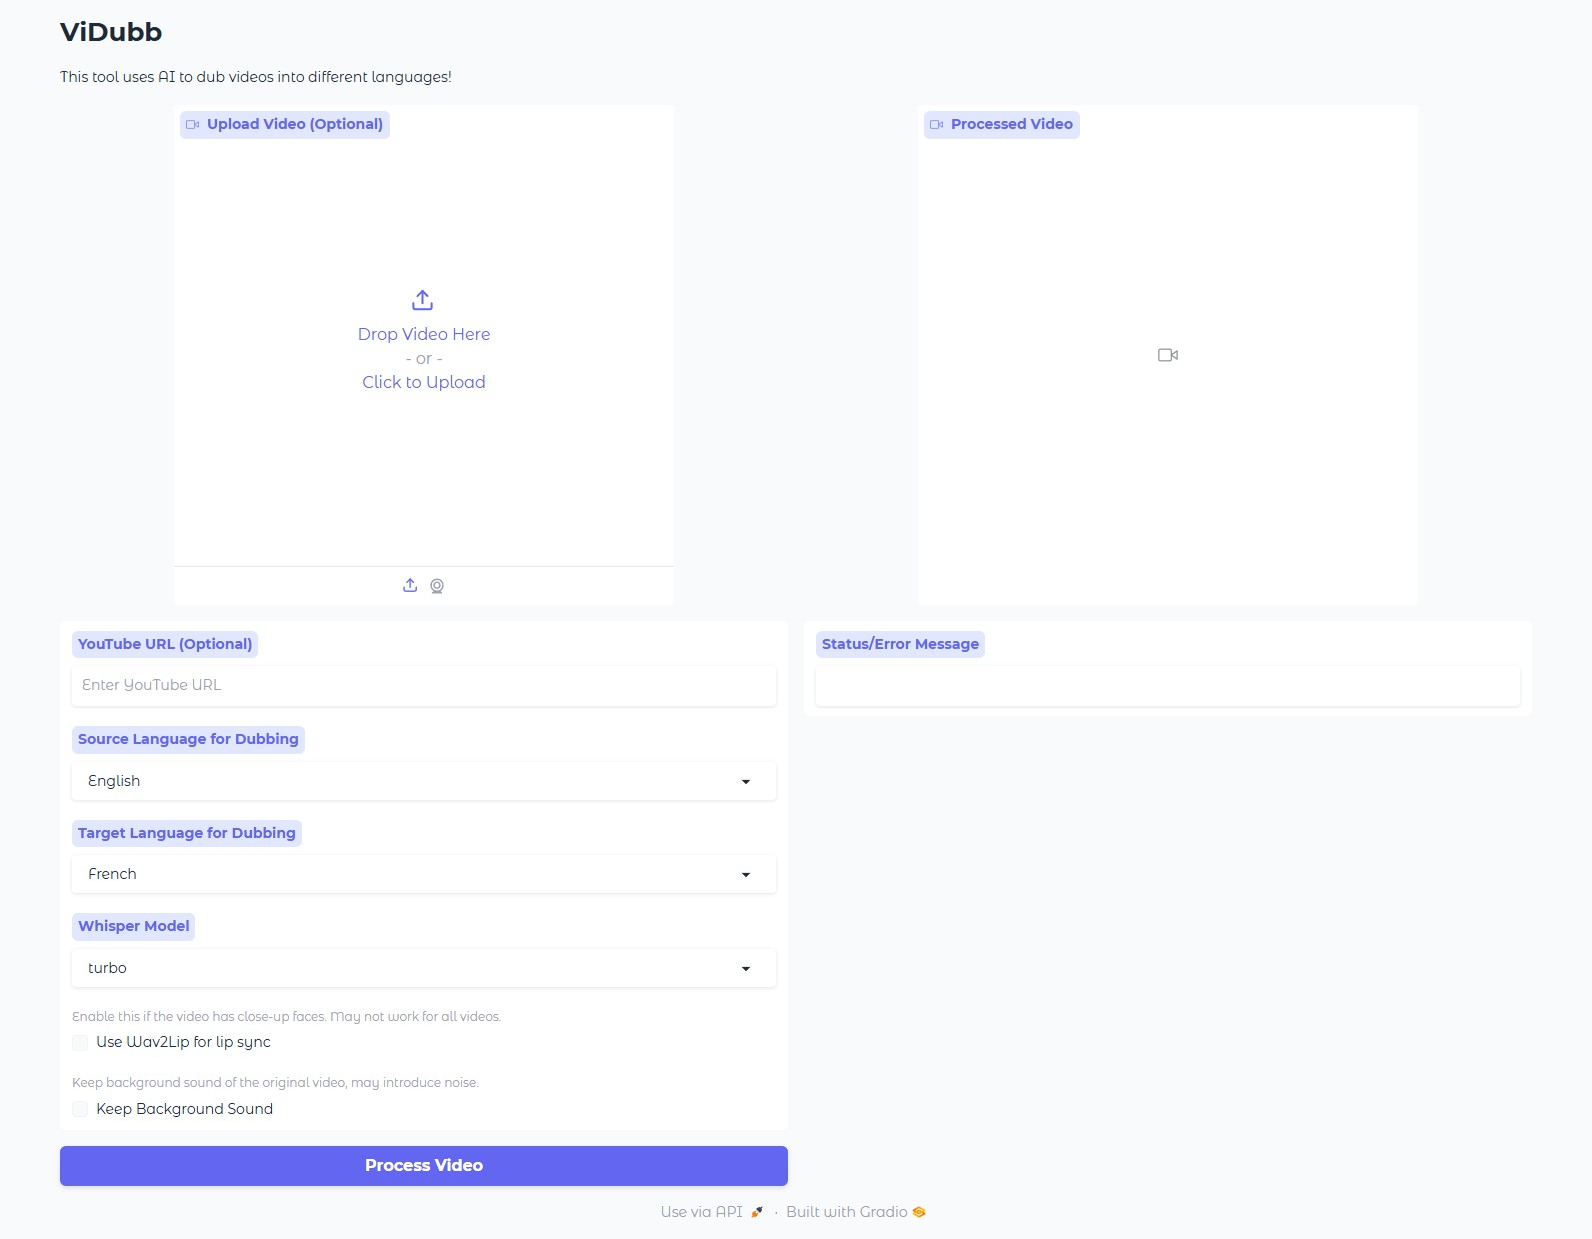 ViDubb
This tool uses AI to dub videos into different languages!
Upload Video (Optional)
Drop Video Here
- or -
Click to Upload
Processed Video
YouTube URL (Optional)
Enter YouTube URL
Source Language for Dubbing
English
Target Language for Dubbing
French
Whisper Model
turbo
Enable this if the video has close-up faces. May not work for all videos.
Use Wav2Lip for lip sync
Keep background sound of the original video, may introduce noise.
Keep Background Sound
Process Video
Status/Error Message
Use via API · Built with Gradio